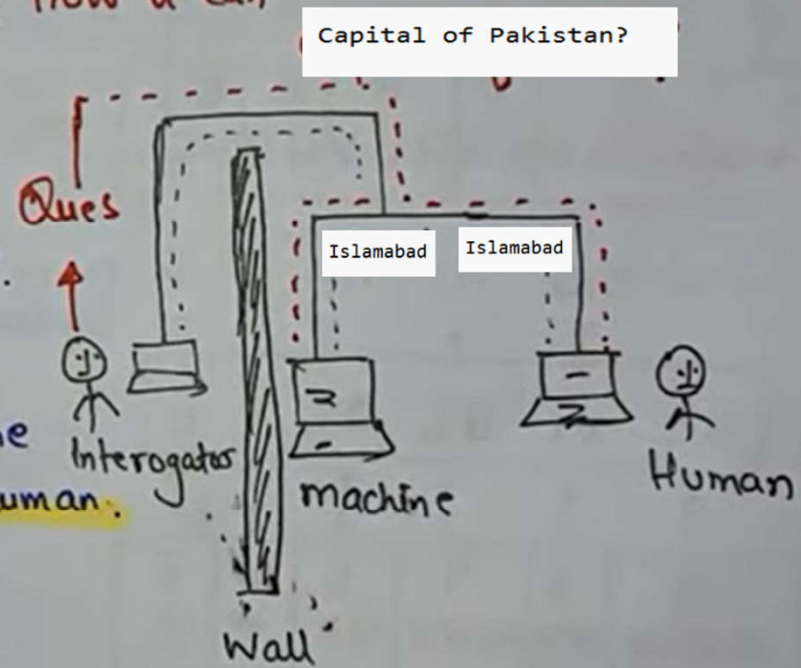 Capital of Pakistan?
Ques
Islamabad
Islamabad
Interogator
uman.
machine
Human
Wall